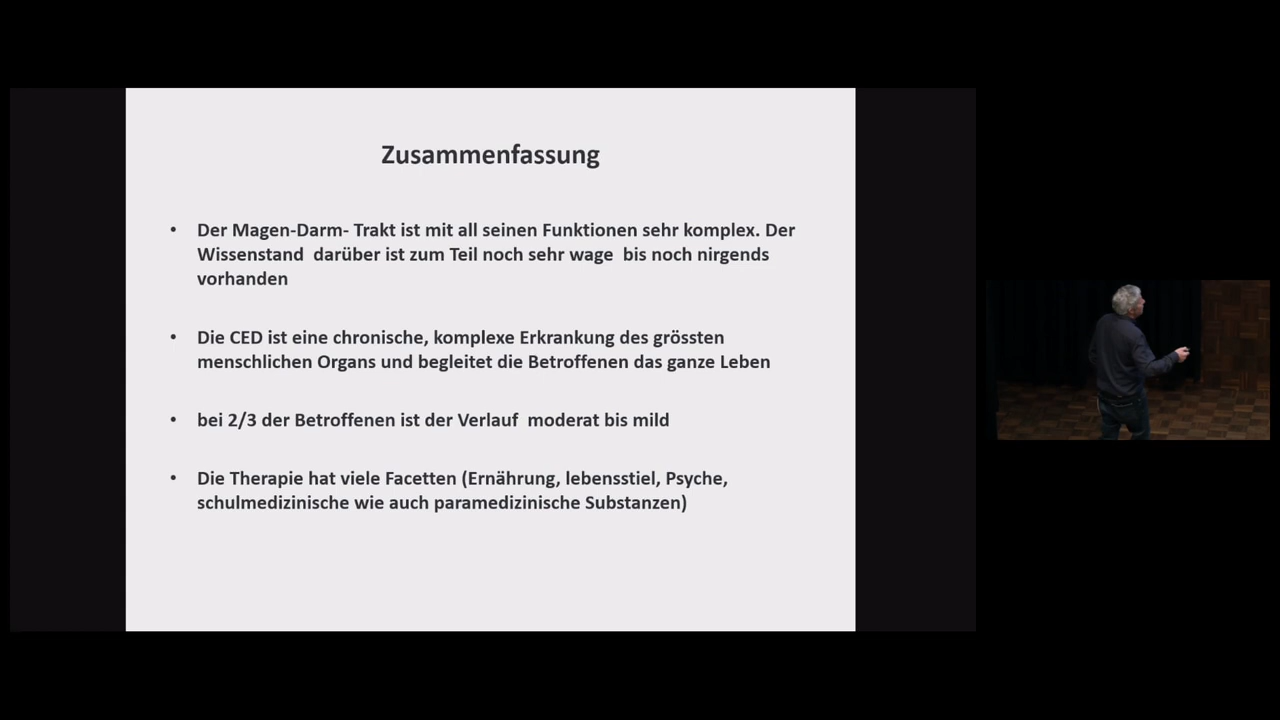 Zusammenfassung
• Der Magen-Darm- Trakt ist mit all seinen Funktionen sehr komplex. Der
Wissenstand  darüber ist zum Teil noch sehr wage  bis noch nirgends
vorhanden
• Die CED ist eine chronische, komplexe Erkrankung des grössten
menschlichen Organs und begleitet die Betroffenen das ganze Leben
• bei 2/3 der Betroffenen ist der Verlauf  moderat bis mild
• Die Therapie hat viele Facetten (Ernährung, lebensstiel, Psyche,
schulmedizinische wie auch paramedizinische Substanzen)